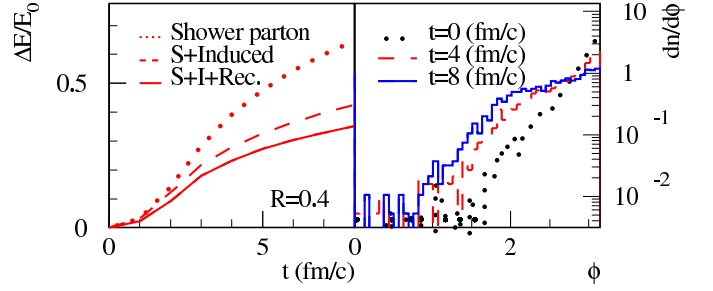 ΔE/E₀
0.5
0
Shower parton
S+Induced
S+I+Rec.
R=0.4
0
5
t (fm/c)
t=0 (fm/c)
t=4 (fm/c)
t=8 (fm/c)
0
2
ϕ
10
1
10⁻¹
10⁻²
dn/dϕ